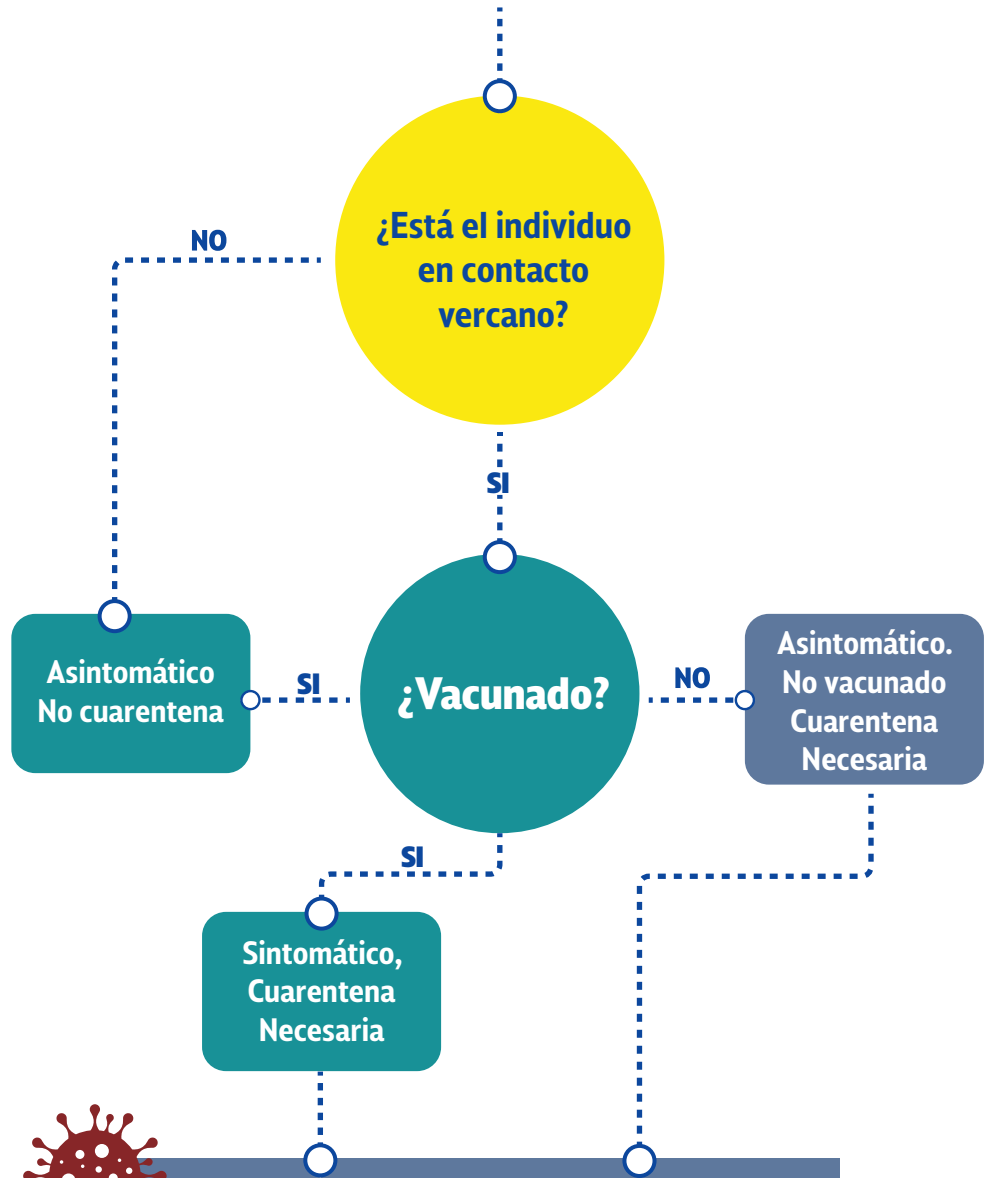 ¿Está el individuo
en contacto
vercano?
NO
SI
¿Vacunado?
SI
Asintomático
No cuarentena
NO
Asintomático.
No vacunado
Cuarentena
Necesaria
SI
Sintomático,
Cuarentena
Necesaria